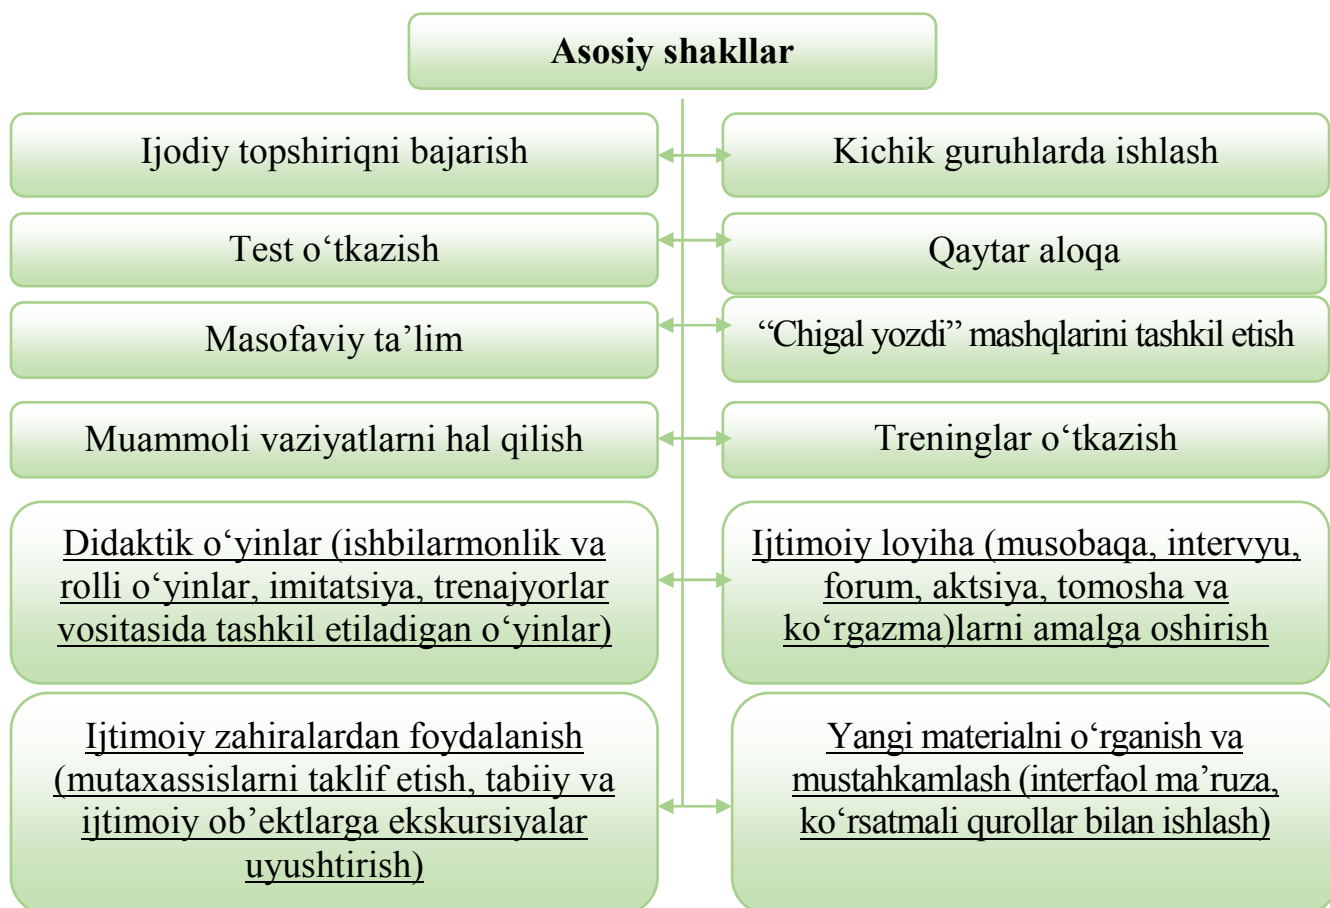 Asosiy shakllar
Ijodiy topshiriqni bajarish
Kichik guruhlarda ishlash
Test o‘tkazish
Qaytar aloqa
Masofaviy ta’lim
“Chigal yozdi” mashqlarini tashkil etish
Muammoli vaziyatlarni hal qilish
Treninglar o‘tkazish
Didaktik o‘yinlar (ishbilarmonlik va
rolli o‘yinlar, imitatsiya, trenajyorlar
vositasida tashkil etiladigan o‘yinlar)
Ijtimoiy loyiha (musobaqa, intervyu,
forum, aktsiya, tomosha va
ko‘rgazma)larni amalga oshirish
Ijtimoiy zahiralardan foydalanish
(mutaxassislarni taklif etish, tabiiy va
ijtimoiy ob’ektlarga ekskursiyalar
uyushtirish)
Yangi materialni o‘rganish va
mustahkamlash (interfaol ma’ruza,
ko‘rsatmali qurollar bilan ishlash)